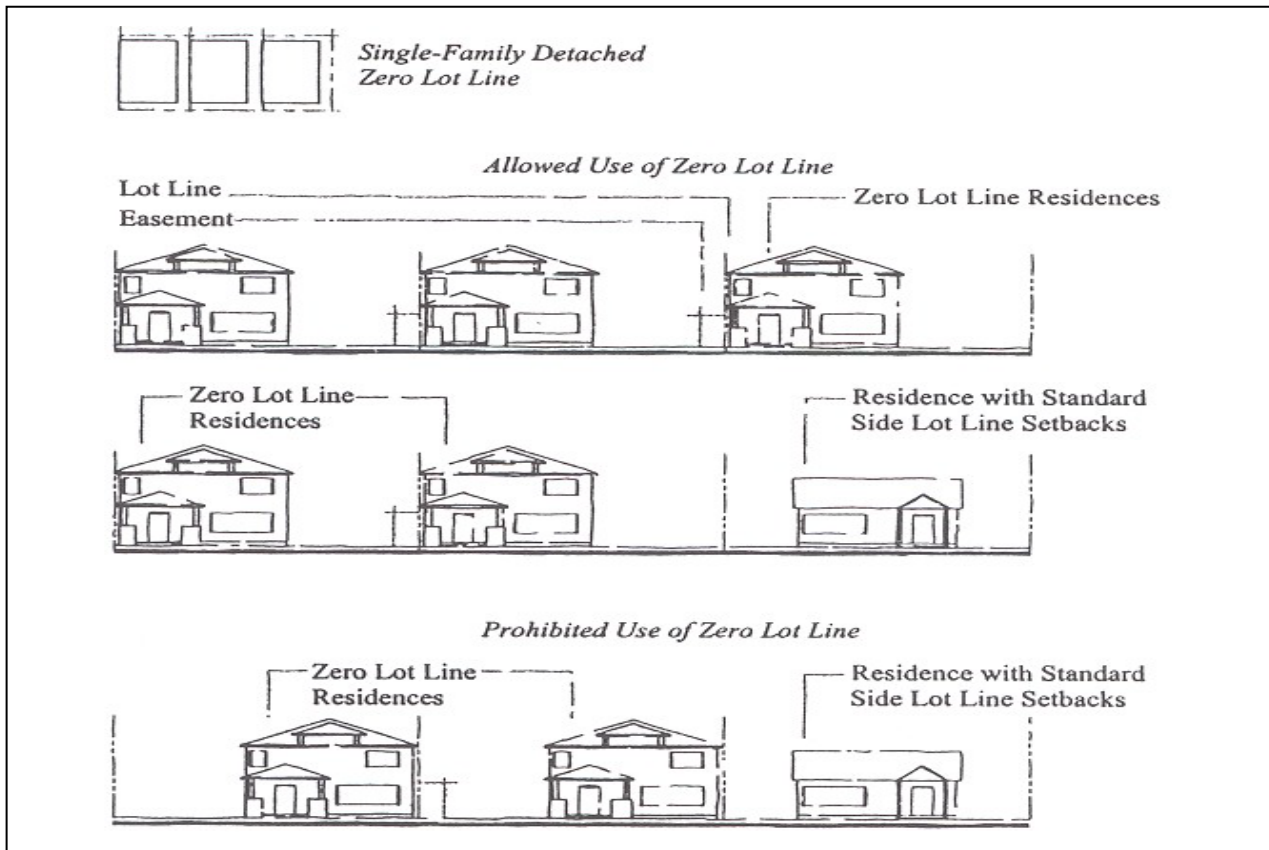 Single-Family Detached
Zero Lot Line
Allowed Use of Zero Lot Line
Lot Line
Easement
Zero Lot Line Residences
Zero Lot Line
Residences
Residence with Standard
Side Lot Line Setbacks
Prohibited Use of Zero Lot Line
Zero Lot Line
Residences
Residence with Standard
Side Lot Line Setbacks